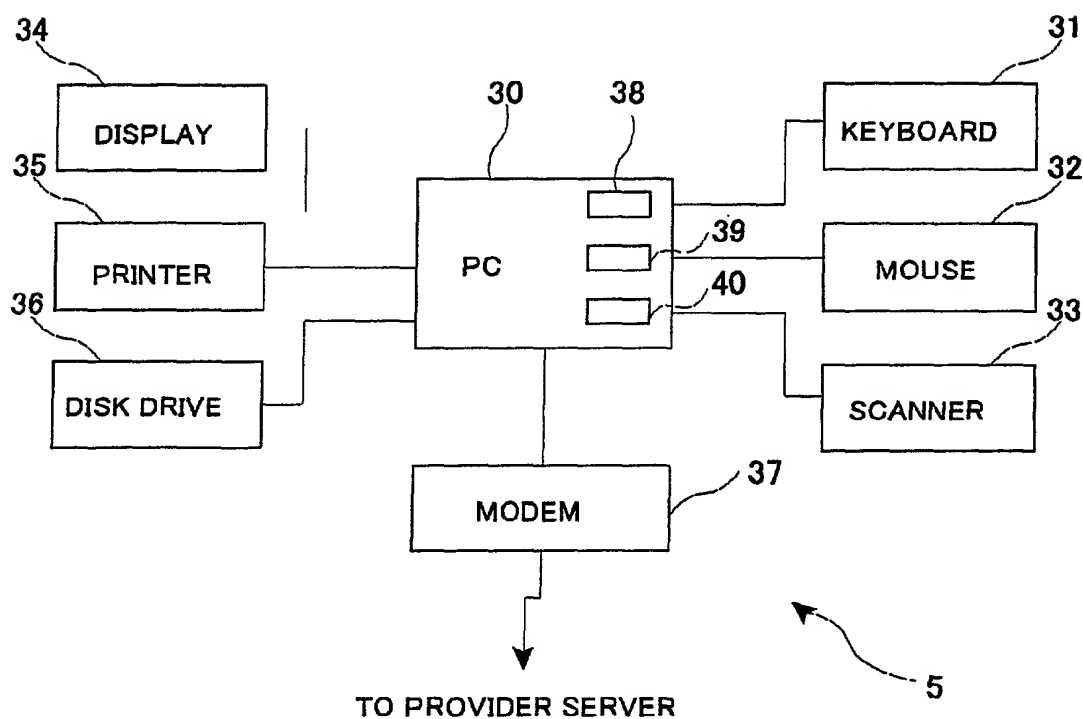 34
DISPLAY
35
PRINTER
36
DISK DRIVE
30
38
PC
39
40
31
KEYBOARD
32
MOUSE
33
SCANNER
MODEM
37
TO PROVIDER SERVER
5